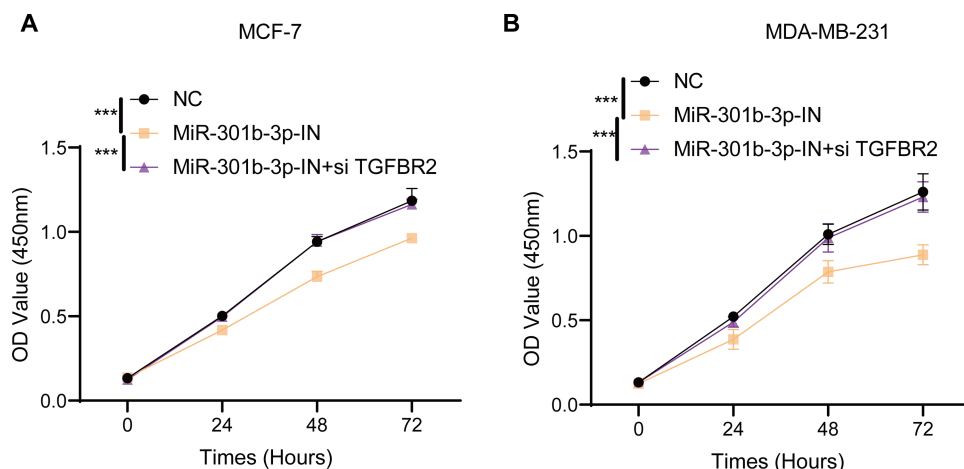 A
MCF-7
*** NC
MiR-301b-3p-IN
*** MiR-301b-3p-IN+si TGFBR2
OD Value (450nm)
1.5
1.0
0.5
0.0
0 24 48 72
Times (Hours)
B
MDA-MB-231
*** NC
MiR-301b-3p-IN
*** MiR-301b-3p-IN+si TGFBR2
OD Value (450nm)
1.5
1.0
0.5
0.0
0 24 48 72
Times (Hours)